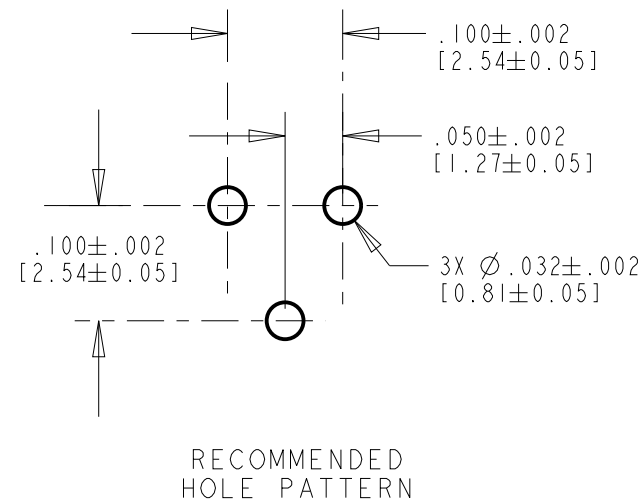 .100±.002
[2.54±0.05]
.050±.002
[1.27±0.05]
.100±.002
[2.54±0.05]
3X Ø.032±.002
[0.81±0.05]
RECOMMENDED
HOLE PATTERN